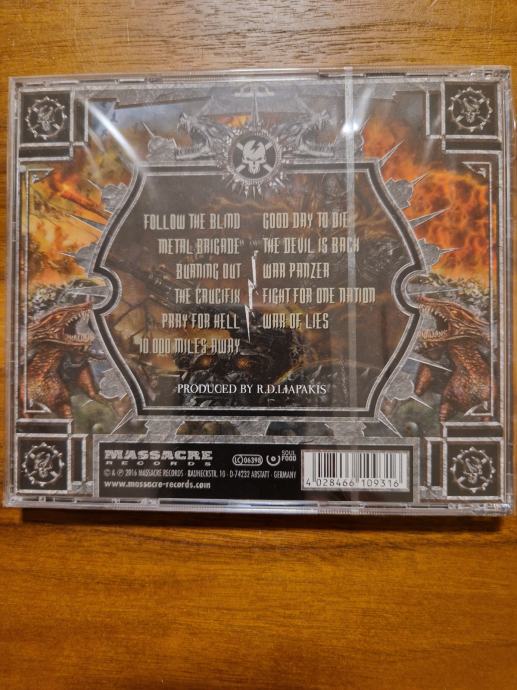 FOLLOW THE BLIND
METAL BRIGADE
BURNING OUT
THE CRUCIFIX
PRAY FOR HELL
10.000 MILES AWAY
GOOD DAY TO DIE
THE DEVIL IS BACK
WAR PANZER
FIGHT FOR ONE NATION
WAR OF LIES
PRODUCED BY R.D.LIAPAKIS
MASSACRE
RECORDS
LC 06398
SOUL
FOOD
© & ℗ 2016 MASSACRE RECORDS · RAUHECKSTR. 10 · D-74232 ABSTATT · GERMANY
www.massacre-records.com
4 028466 109316